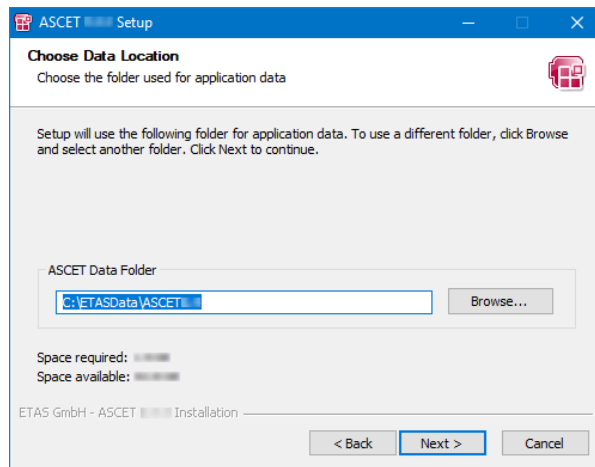 ASCET Setup
Choose Data Location
Choose the folder used for application data
Setup will use the following folder for application data. To use a different folder, click Browse
and select another folder. Click Next to continue.
ASCET Data Folder
C:\ETASData\ASCET
Browse...
Space required:
Space available:
ETAS GmbH - ASCET Installation
< Back
Next >
Cancel